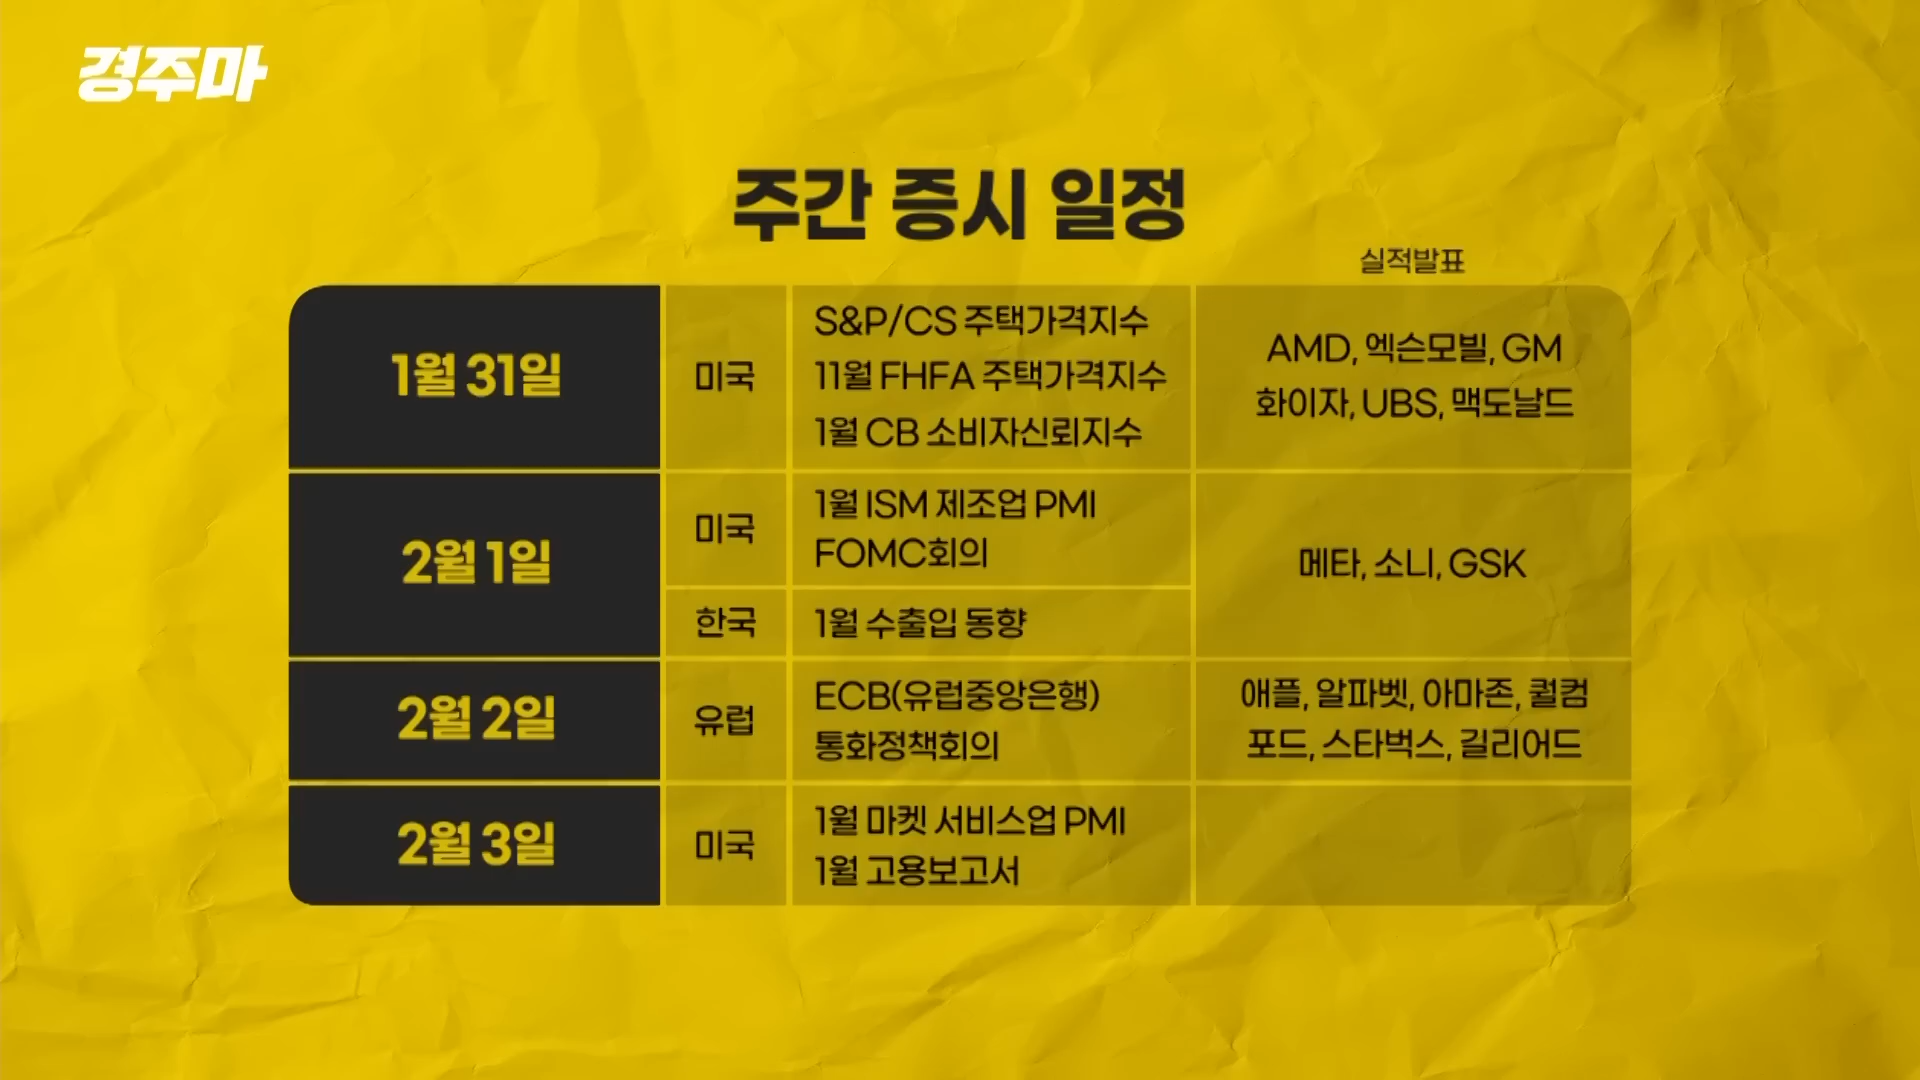 경주마
주간 증시 일정
실적발표
1월 31일
미국
S&P/CS 주택가격지수
11월 FHFA 주택가격지수
1월 CB 소비자신뢰지수
AMD, 엑슨모빌, GM
화이자, UBS, 맥도날드
2월 1일
미국
1월 ISM 제조업 PMI
FOMC회의
한국
1월 수출입 동향
메타, 소니, GSK
2월 2일
유럽
ECB(유럽중앙은행)
통화정책회의
애플, 알파벳, 아마존, 퀄컴
포드, 스타벅스, 길리어드
2월 3일
미국
1월 마켓 서비스업 PMI
1월 고용보고서